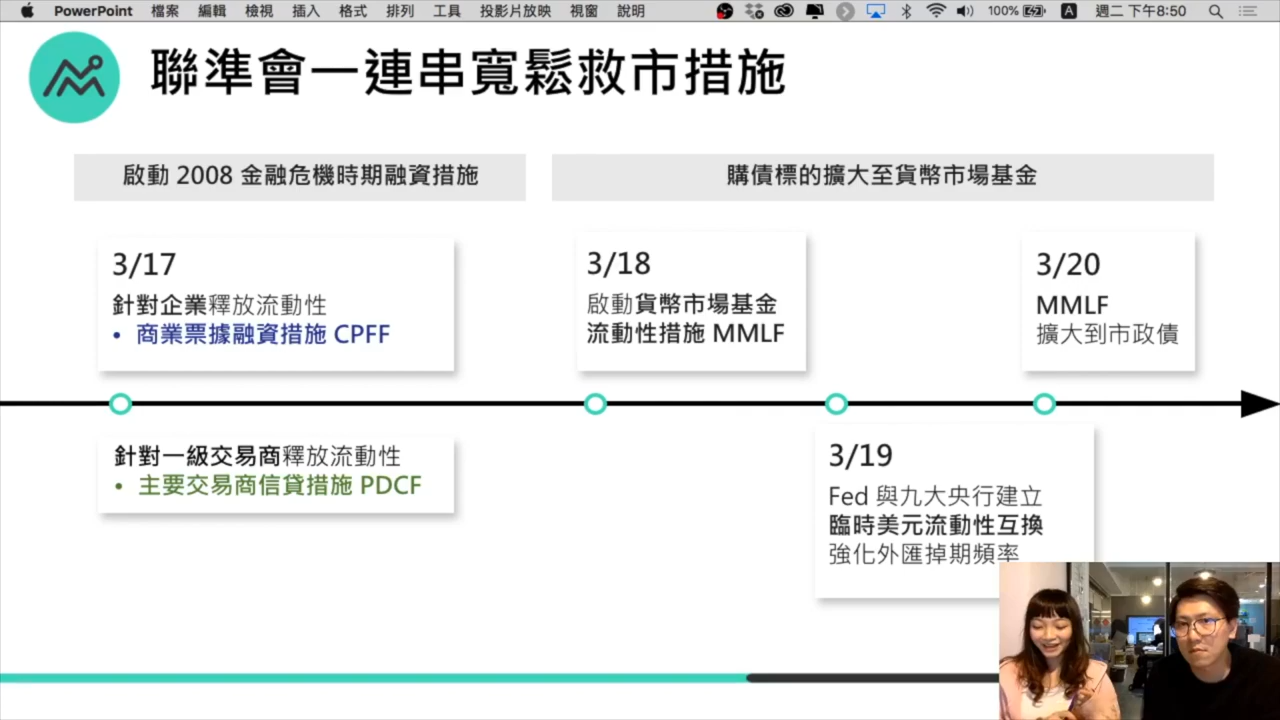 PowerPoint 檔案 編輯 檢視 插入 格式 排列 工具 投影片放映 視窗 說明 100% A 週二 下午8:50
聯準會一連串寬鬆救市措施
啟動 2008 金融危機時期融資措施
購債標的擴大至貨幣市場基金
3/17
針對企業釋放流動性
• 商業票據融資措施 CPFF
3/18
啟動貨幣市場基金
流動性措施 MMLF
3/20
MMLF
擴大到市政債
針對一級交易商釋放流動性
• 主要交易商信貸措施 PDCF
3/19
Fed 與九大央行建立
臨時美元流動性互換
強化外匯掉期頻率